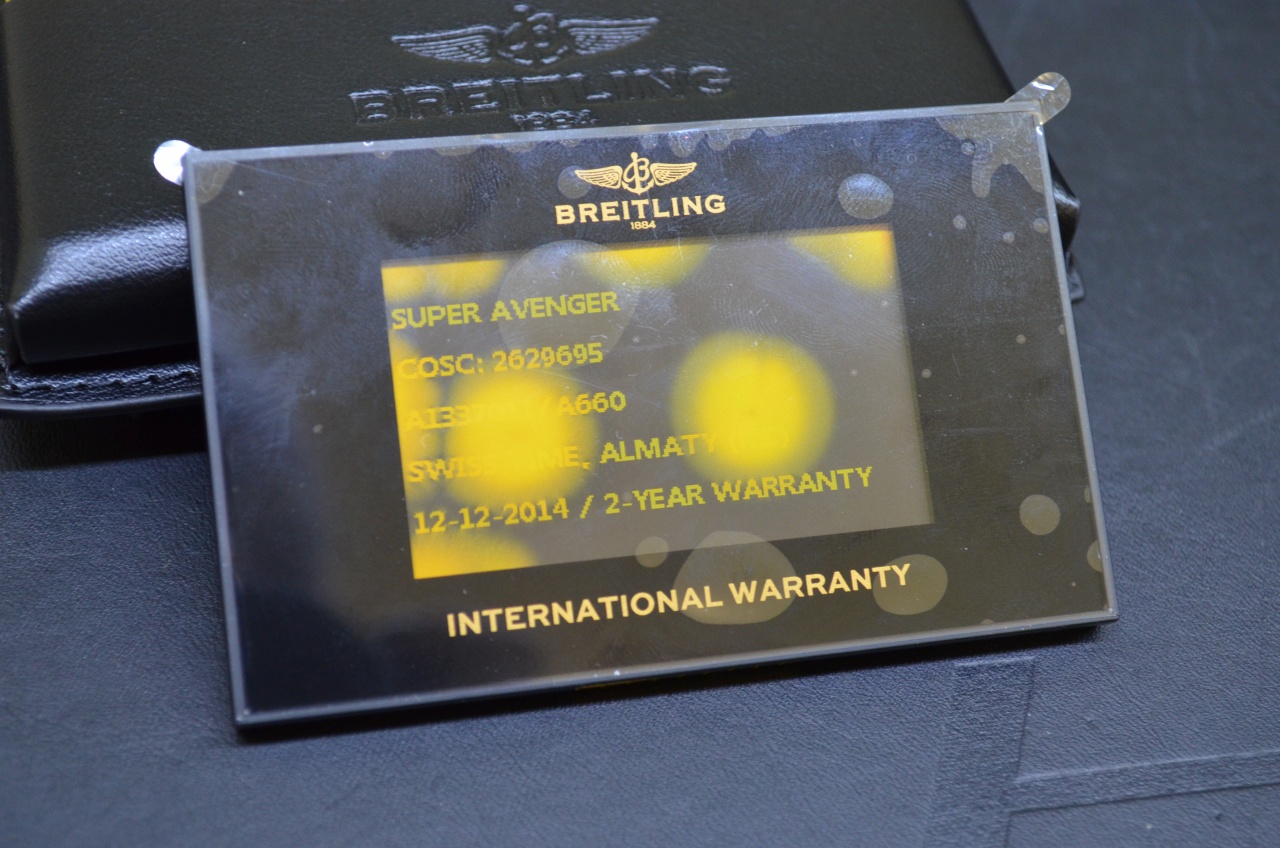 BREITLING
1884
BREITLING
1884
SUPER AVENGER
COSC: 2629695
A660
ALMATY
12-12-2014 / 2-YEAR WARRANTY
INTERNATIONAL WARRANTY